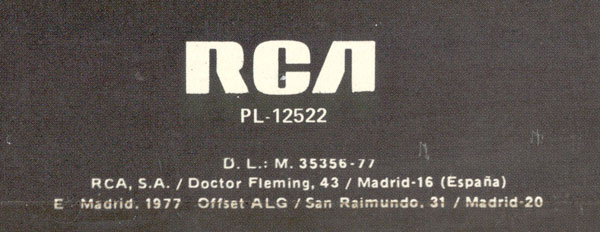 RCA
PL-12522
D. L.: M. 35356-77
RCA, S.A. / Doctor Fleming, 43 / Madrid-16 (España)
E Madrid. 1977 Offset ALG / San Raimundo, 31 / Madrid-20